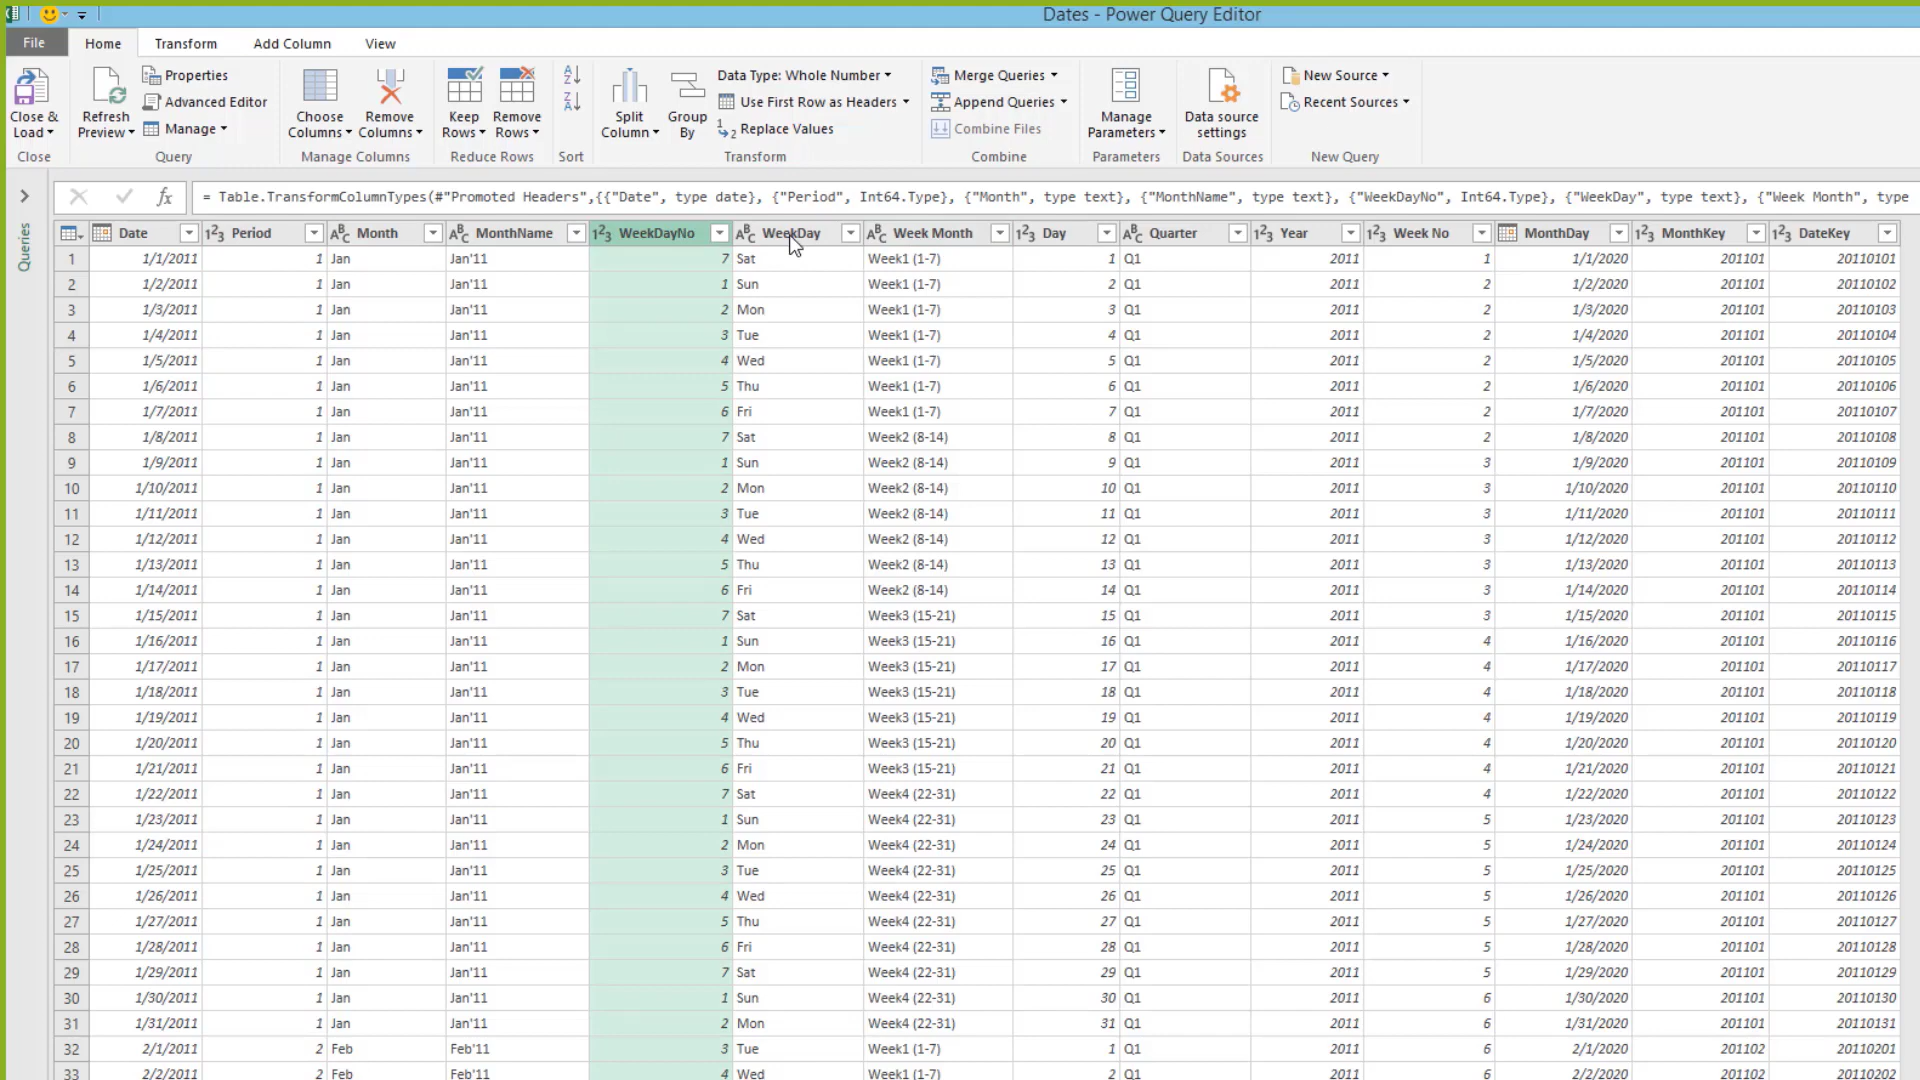 Dates - Power Query Editor
File Home Transform Add Column View
Close & Load
Close
Refresh Preview
Properties
Advanced Editor
Manage
Query
Choose Columns
Remove Columns
Manage Columns
Keep Rows
Remove Rows
Reduce Rows
Sort
Split Column
Group By
Data Type: Whole Number
Use First Row as Headers
Replace Values
Transform
Merge Queries
Append Queries
Combine Files
Combine
Manage Parameters
Parameters
Data source settings
Data Sources
New Source
Recent Sources
New Query
fx = Table.TransformColumnTypes(#"Promoted Headers",{{"Date", type date}, {"Period", Int64.Type}, {"Month", type text}, {"MonthName", type text}, {"WeekDayNo", Int64.Type}, {"WeekDay", type text}, {"Week Month", type
Queries
Date Period Month MonthName WeekDayNo WeekDay Week Month Day Quarter Year Week No MonthDay MonthKey DateKey
1 1/1/2011 1 Jan Jan'11 7 Sat Week1 (1-7) 1 Q1 2011 1 1/1/2020 201101 20110101
2 1/2/2011 1 Jan Jan'11 1 Sun Week1 (1-7) 2 Q1 2011 2 1/2/2020 201101 20110102
3 1/3/2011 1 Jan Jan'11 2 Mon Week1 (1-7) 3 Q1 2011 2 1/3/2020 201101 20110103
4 1/4/2011 1 Jan Jan'11 3 Tue Week1 (1-7) 4 Q1 2011 2 1/4/2020 201101 20110104
5 1/5/2011 1 Jan Jan'11 4 Wed Week1 (1-7) 5 Q1 2011 2 1/5/2020 201101 20110105
6 1/6/2011 1 Jan Jan'11 5 Thu Week1 (1-7) 6 Q1 2011 2 1/6/2020 201101 20110106
7 1/7/2011 1 Jan Jan'11 6 Fri Week1 (1-7) 7 Q1 2011 2 1/7/2020 201101 20110107
8 1/8/2011 1 Jan Jan'11 7 Sat Week2 (8-14) 8 Q1 2011 2 1/8/2020 201101 20110108
9 1/9/2011 1 Jan Jan'11 1 Sun Week2 (8-14) 9 Q1 2011 3 1/9/2020 201101 20110109
10 1/10/2011 1 Jan Jan'11 2 Mon Week2 (8-14) 10 Q1 2011 3 1/10/2020 201101 20110110
11 1/11/2011 1 Jan Jan'11 3 Tue Week2 (8-14) 11 Q1 2011 3 1/11/2020 201101 20110111
12 1/12/2011 1 Jan Jan'11 4 Wed Week2 (8-14) 12 Q1 2011 3 1/12/2020 201101 20110112
13 1/13/2011 1 Jan Jan'11 5 Thu Week2 (8-14) 13 Q1 2011 3 1/13/2020 201101 20110113
14 1/14/2011 1 Jan Jan'11 6 Fri Week2 (8-14) 14 Q1 2011 3 1/14/2020 201101 20110114
15 1/15/2011 1 Jan Jan'11 7 Sat Week3 (15-21) 15 Q1 2011 3 1/15/2020 201101 20110115
16 1/16/2011 1 Jan Jan'11 1 Sun Week3 (15-21) 16 Q1 2011 4 1/16/2020 201101 20110116
17 1/17/2011 1 Jan Jan'11 2 Mon Week3 (15-21) 17 Q1 2011 4 1/17/2020 201101 20110117
18 1/18/2011 1 Jan Jan'11 3 Tue Week3 (15-21) 18 Q1 2011 4 1/18/2020 201101 20110118
19 1/19/2011 1 Jan Jan'11 4 Wed Week3 (15-21) 19 Q1 2011 4 1/19/2020 201101 20110119
20 1/20/2011 1 Jan Jan'11 5 Thu Week3 (15-21) 20 Q1 2011 4 1/20/2020 201101 20110120
21 1/21/2011 1 Jan Jan'11 6 Fri Week3 (15-21) 21 Q1 2011 4 1/21/2020 201101 20110121
22 1/22/2011 1 Jan Jan'11 7 Sat Week4 (22-31) 22 Q1 2011 4 1/22/2020 201101 20110122
23 1/23/2011 1 Jan Jan'11 1 Sun Week4 (22-31) 23 Q1 2011 5 1/23/2020 201101 20110123
24 1/24/2011 1 Jan Jan'11 2 Mon Week4 (22-31) 24 Q1 2011 5 1/24/2020 201101 20110124
25 1/25/2011 1 Jan Jan'11 3 Tue Week4 (22-31) 25 Q1 2011 5 1/25/2020 201101 20110125
26 1/26/2011 1 Jan Jan'11 4 Wed Week4 (22-31) 26 Q1 2011 5 1/26/2020 201101 20110126
27 1/27/2011 1 Jan Jan'11 5 Thu Week4 (22-31) 27 Q1 2011 5 1/27/2020 201101 20110127
28 1/28/2011 1 Jan Jan'11 6 Fri Week4 (22-31) 28 Q1 2011 5 1/28/2020 201101 20110128
29 1/29/2011 1 Jan Jan'11 7 Sat Week4 (22-31) 29 Q1 2011 5 1/29/2020 201101 20110129
30 1/30/2011 1 Jan Jan'11 1 Sun Week4 (22-31) 30 Q1 2011 6 1/30/2020 201101 20110130
31 1/31/2011 1 Jan Jan'11 2 Mon Week4 (22-31) 31 Q1 2011 6 1/31/2020 201101 20110131
32 2/1/2011 2 Feb Feb'11 3 Tue Week1 (1-7) 1 Q1 2011 6 2/1/2020 201102 20110201
33 2/2/2011 2 Feb Feb'11 4 Wed Week1 (1-7) 2 Q1 2011 6 2/2/2020 201102 20110202